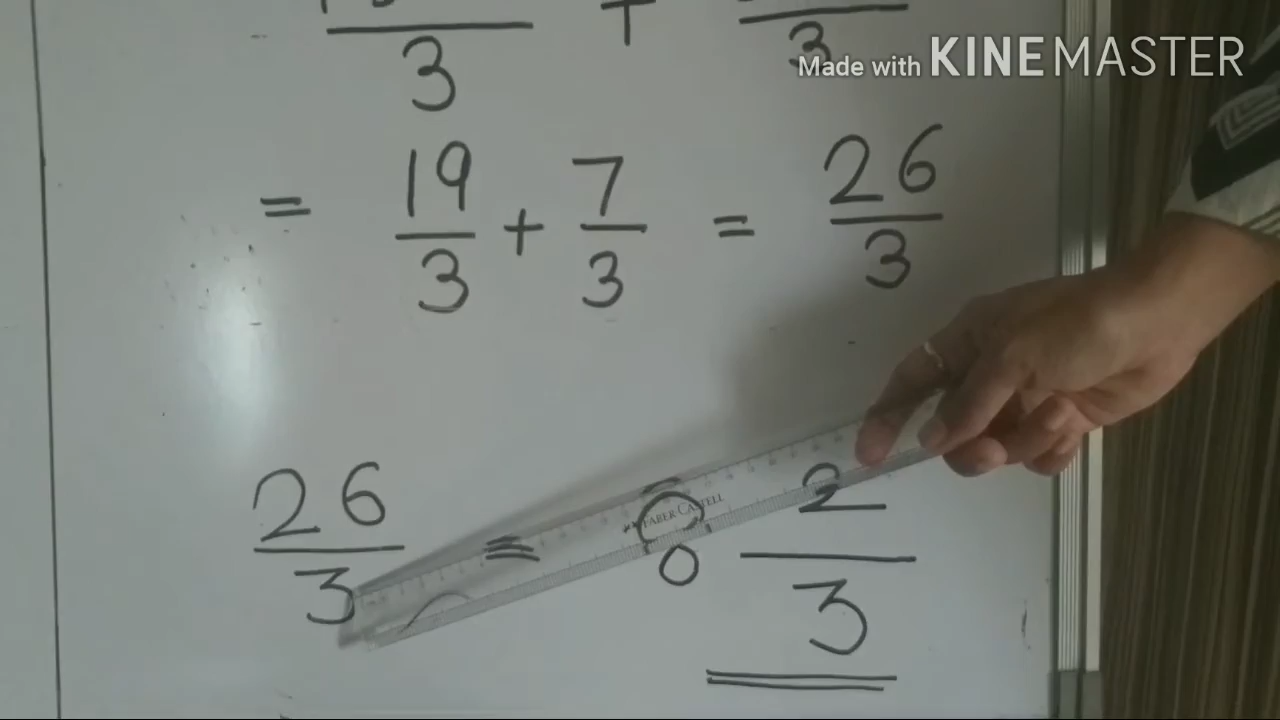 3 + 3
Made with KINEMASTER
= 19/3 + 7/3 = 26/3
26/3 = 8 2/3
FABER CASTELL